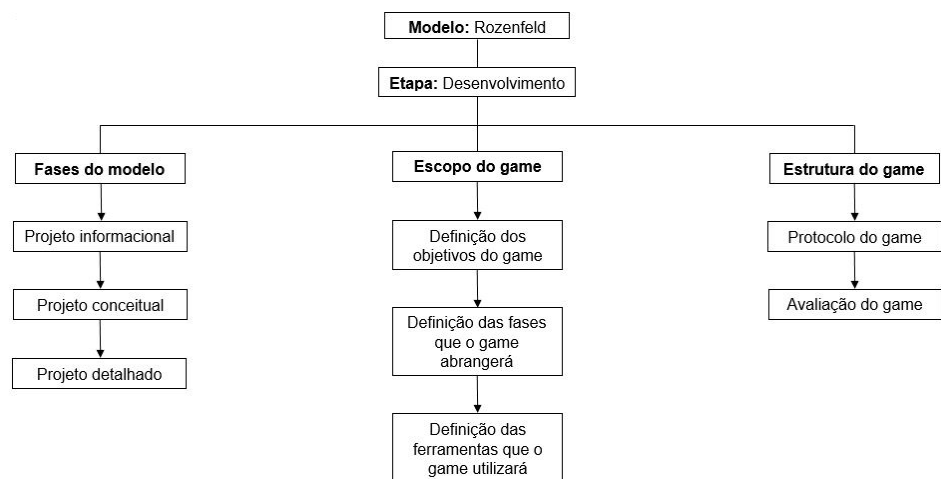 Modelo: Rozenfeld
Etapa: Desenvolvimento
Fases do modelo
Projeto informacional
Projeto conceitual
Projeto detalhado
Escopo do game
Definição dos
objetivos do game
Definição das fases
que o game
abrangerá
Definição das
ferramentas que o
game utilizará
Estrutura do game
Protocolo do game
Avaliação do game